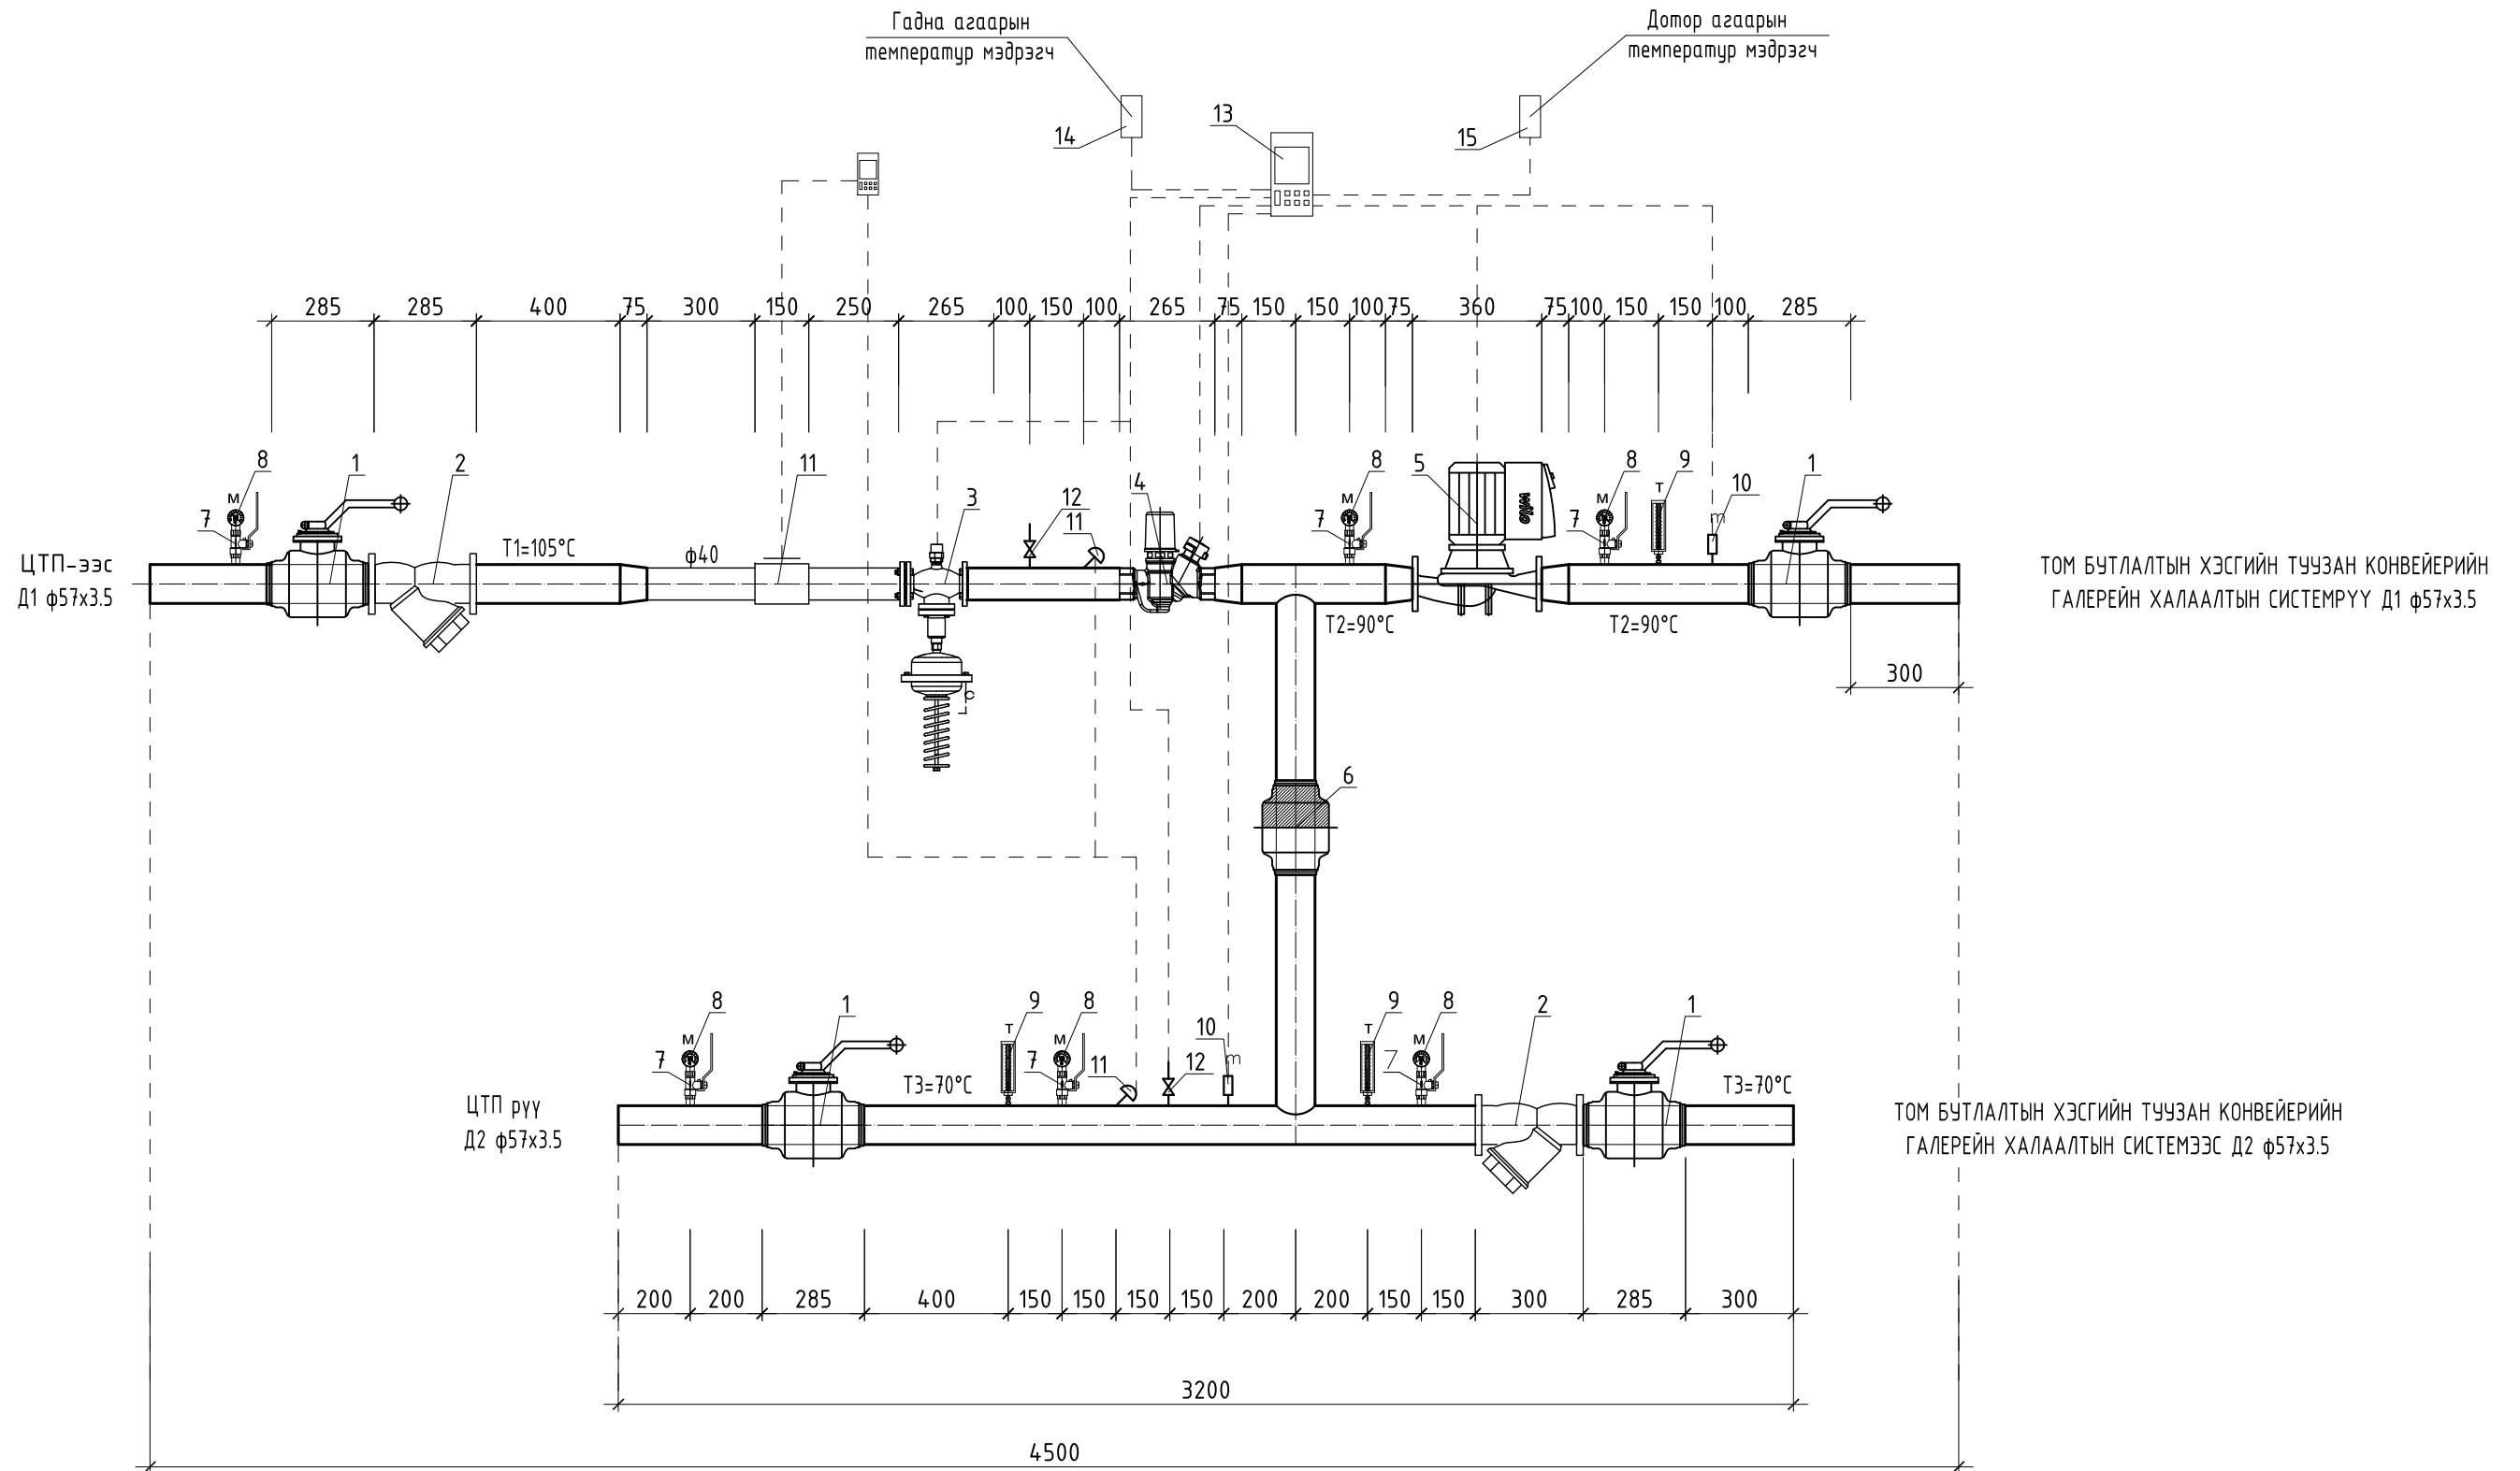 Гадна агаарын
температур мэдрэгч
Дотор агаарын
температур мэдрэгч
14
13
15
285 285 400 75 300 150 250 265 100 150 100 265 75 150 150 100 75 360 75 100 150 150 100 285
8 1 2 11 3 12 11 4 8 5 8 9 10 1
М М М Т m
7 7 7
wilo
T1=105°C
ф40
ЦТП-ээс
Д1 ф57х3.5
T2=90°C
T2=90°C
ТОМ БУТЛАЛТЫН ХЭСГИЙН ТУУЗАН КОНВЕЙЕРИЙН
ГАЛЕРЕЙН ХАЛААЛТЫН СИСТЕМРҮҮ Д1 ф57х3.5
300
6
8 1 9 8 11 12 10 9 8 2 1
М Т М m Т М
7 7 7
T3=70°C
T3=70°C
ЦТП рүү
Д2 ф57х3.5
ТОМ БУТЛАЛТЫН ХЭСГИЙН ТУУЗАН КОНВЕЙЕРИЙН
ГАЛЕРЕЙН ХАЛААЛТЫН СИСТЕМЭЭС Д2 ф57х3.5
200 200 285 400 150 150 150 150 200 200 150 150 300 285 300
3200
4500